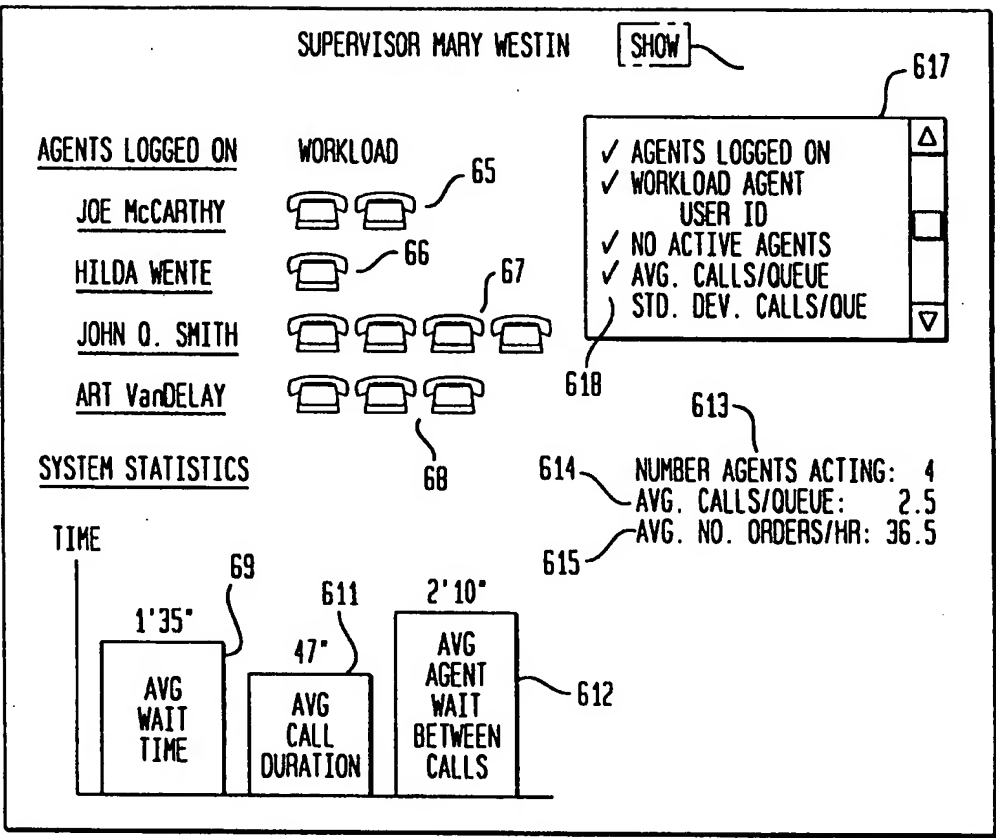 SUPERVISOR MARY WESTIN SHOW
617
AGENTS LOGGED ON WORKLOAD
65
JOE McCARTHY
66
HILDA WENTE
67
JOHN Q. SMITH
ART VanDELAY
68
✓ AGENTS LOGGED ON
✓ WORKLOAD AGENT
USER ID
✓ NO ACTIVE AGENTS
✓ AVG. CALLS/QUEUE
STD. DEV. CALLS/QUE
618
613
SYSTEM STATISTICS
614
NUMBER AGENTS ACTING: 4
AVG. CALLS/QUEUE: 2.5
AVG. NO. ORDERS/HR: 36.5
615
TIME
69
611
1'35"
47"
2'10"
612
AVG
WAIT
TIME
AVG
CALL
DURATION
AVG
AGENT
WAIT
BETWEEN
CALLS